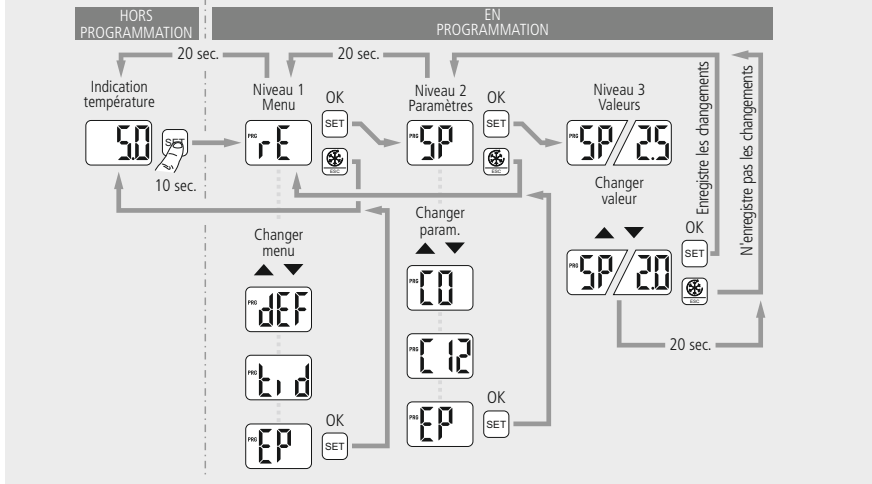 HORS
PROGRAMMATION
EN
PROGRAMMATION
20 sec.
20 sec.
Indication
température
Niveau 1
Menu
OK
Niveau 2
Paramètres
OK
Niveau 3
Valeurs
5.0
SET
10 sec.
PRG rE
SET
ESC
PRG SP
SET
ESC
PRG SP / 2.5
Changer
valeur
Enregistre les changements
N'enregistre pas les changements
Changer
menu
Changer
param.
OK
SET
PRG SP / 2.0
ESC
20 sec.
PRG dEF
PRG C0
PRG tid
PRG C12
PRG EP
OK
SET
PRG EP
OK
SET